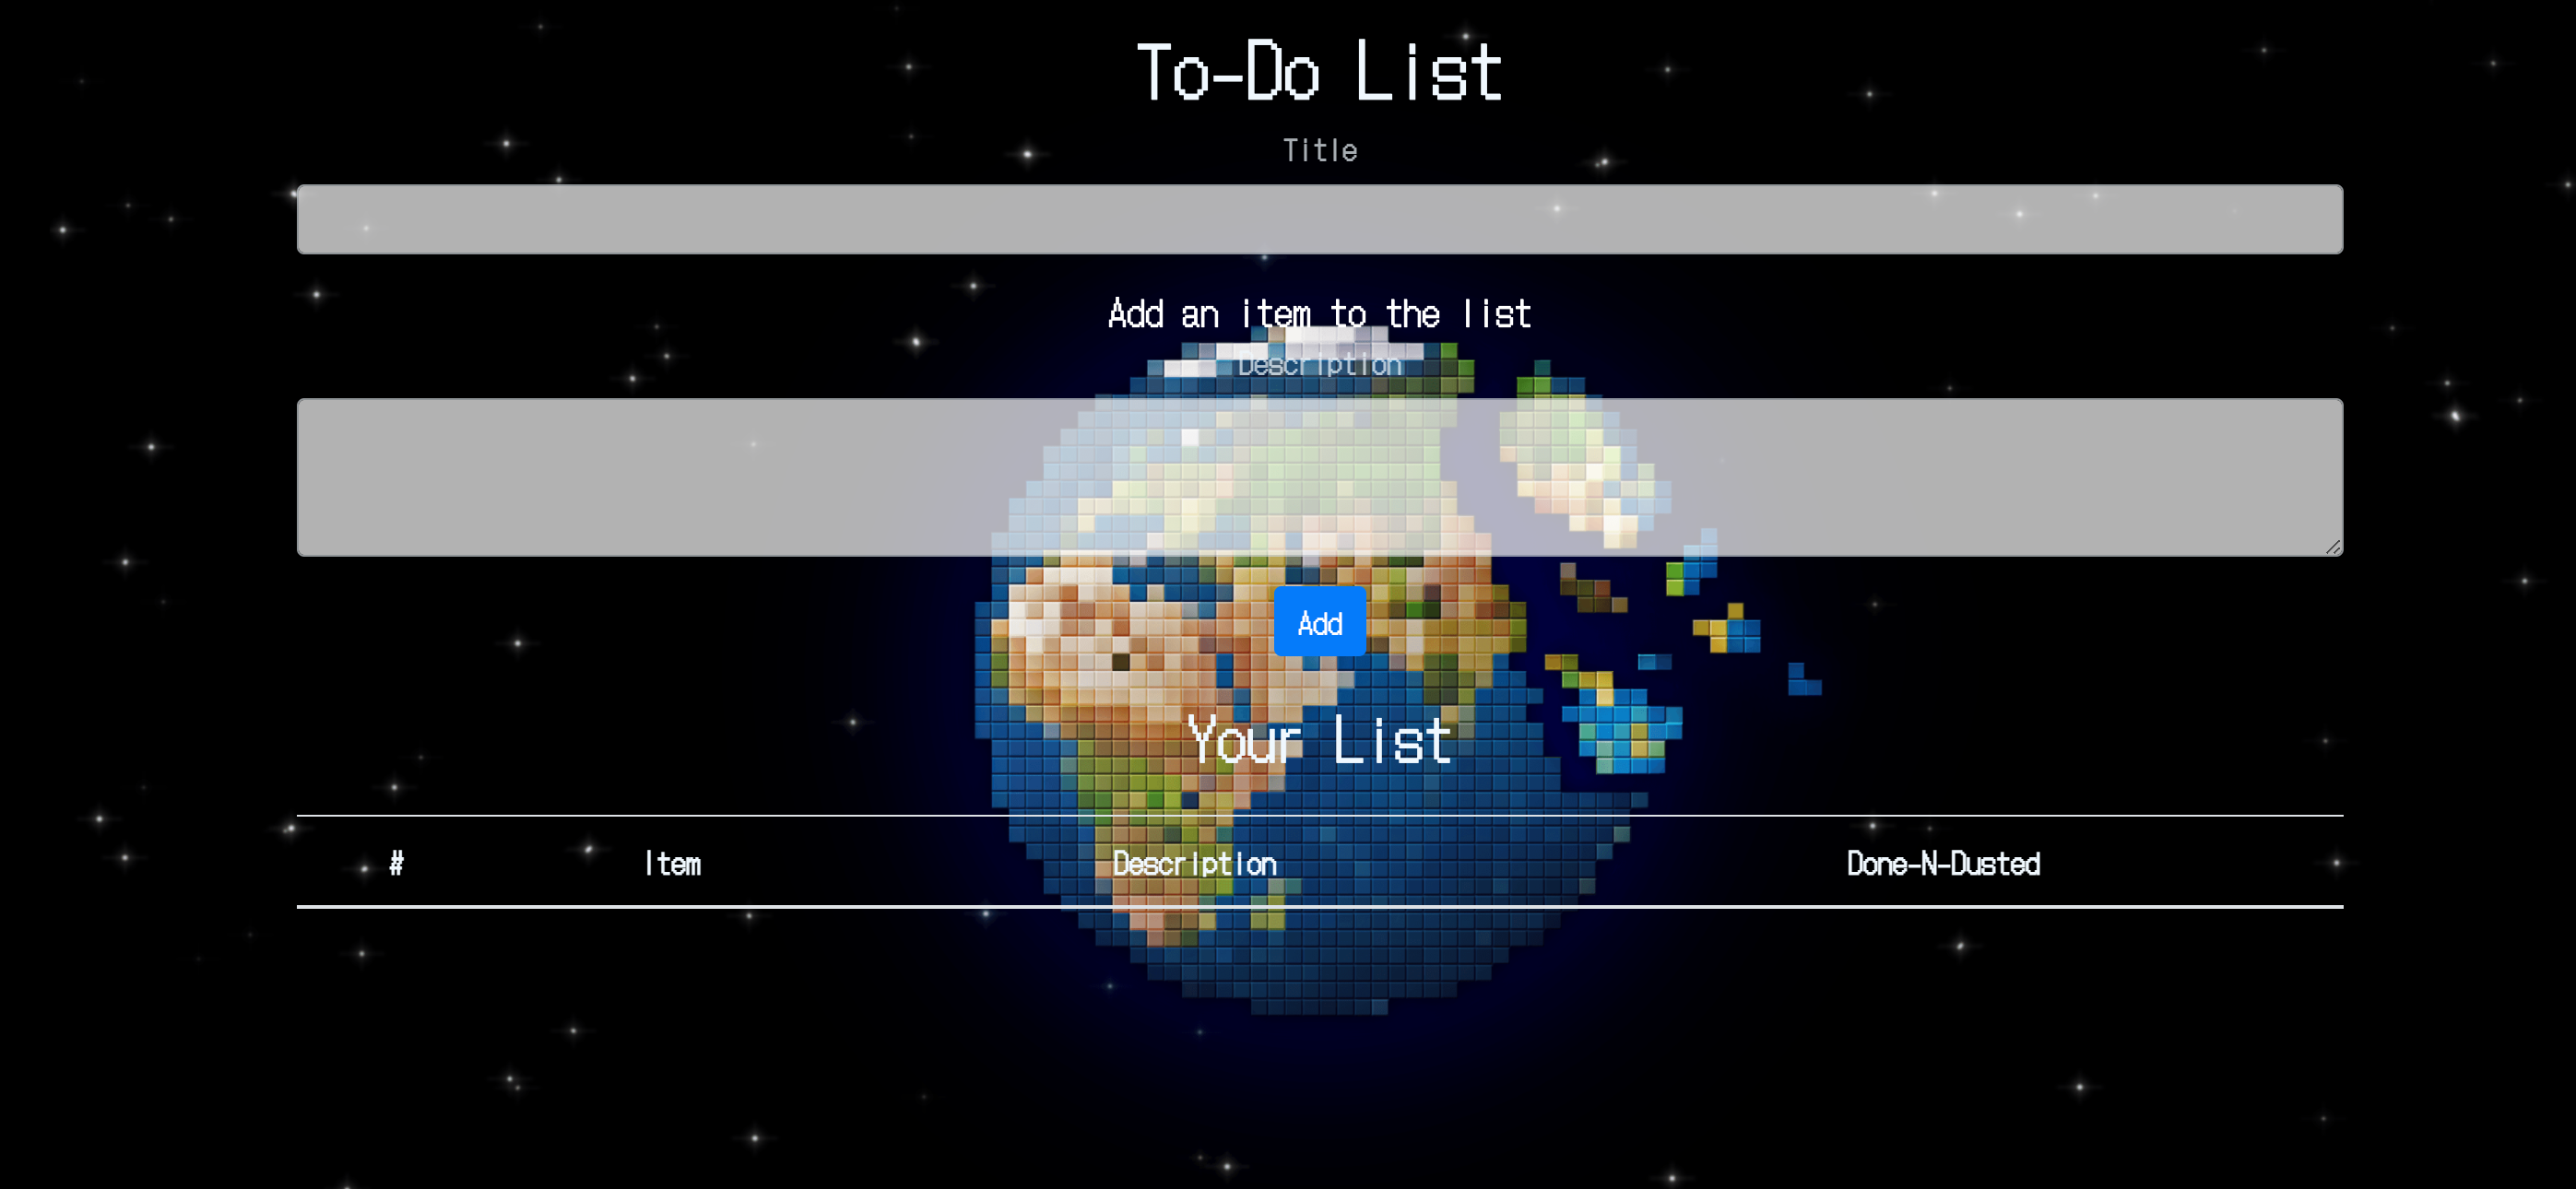 To-Do List
Title
Add an item to the list
Description
Add
Your List
# Item Description Done-N-Dusted